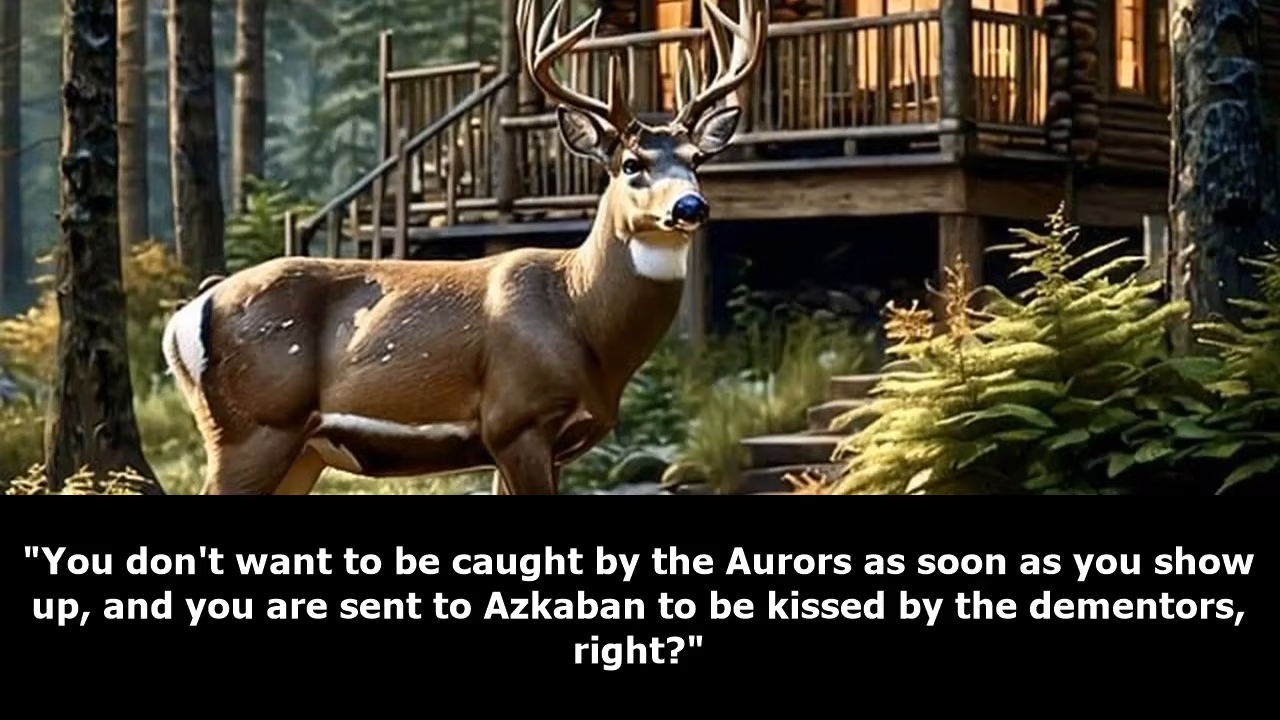 "You don't want to be caught by the Aurors as soon as you show
up, and you are sent to Azkaban to be kissed by the dementors,
right?"